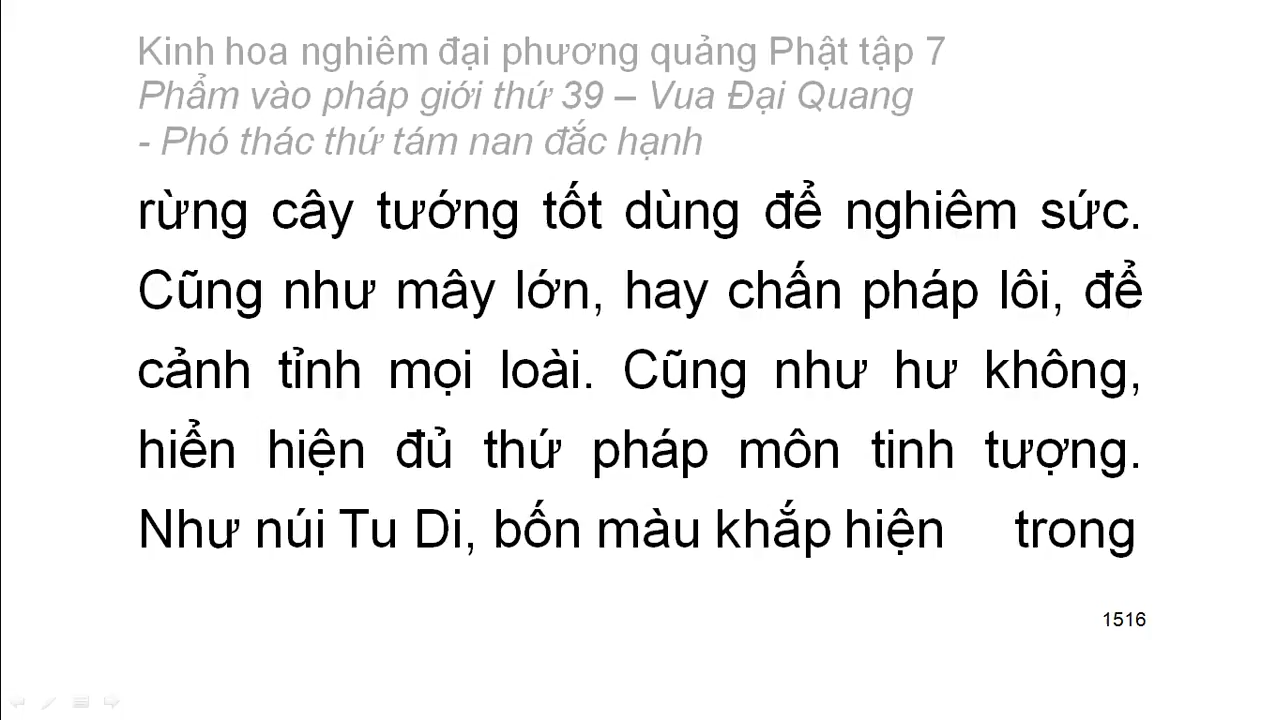 Kinh hoa nghiêm đại phương quảng Phật tập 7
Phẩm vào pháp giới thứ 39 – Vua Đại Quang
- Phó thác thứ tám nan đắc hạnh
rừng cây tướng tốt dùng để nghiêm sức.
Cũng như mây lớn, hay chấn pháp lôi, để
cảnh tỉnh mọi loài. Cũng như hư không,
hiển hiện đủ thứ pháp môn tinh tượng.
Như núi Tu Di, bốn màu khắp hiện trong
1516